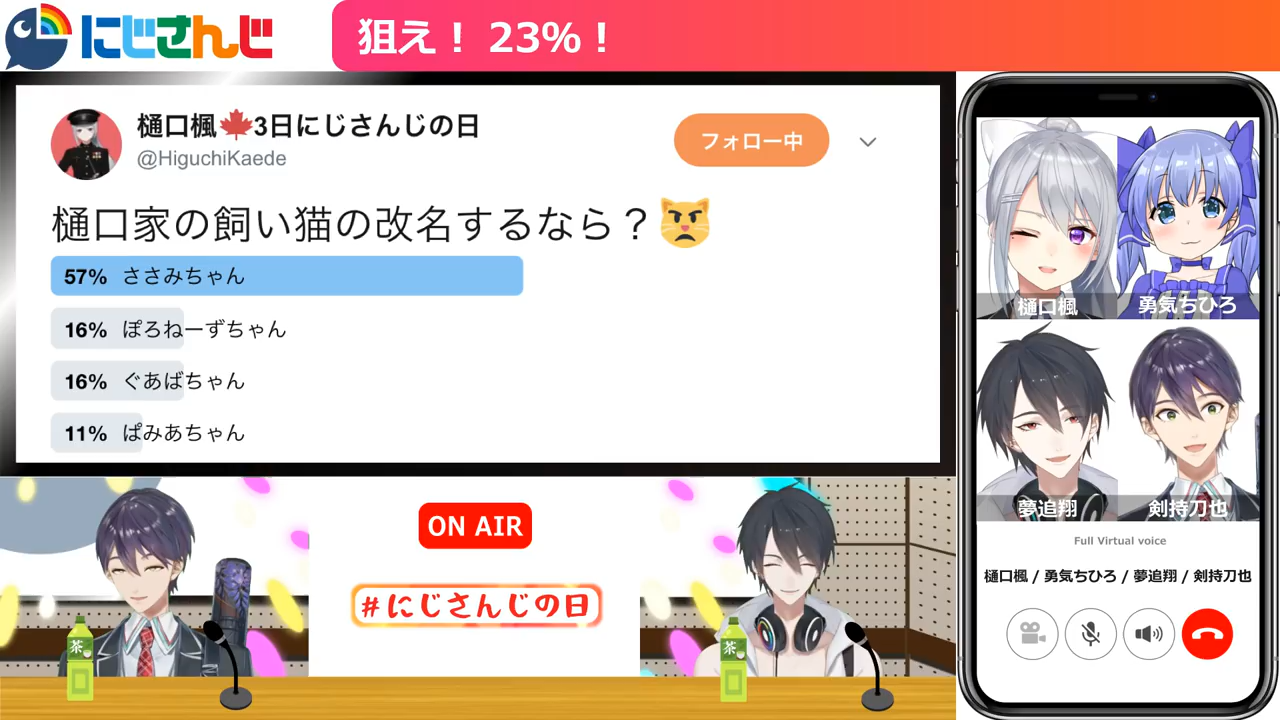 にじさんじ
狙え！ 23%！
樋口楓🍁3日にじさんじの日
@HiguchiKaede
フォロー中
樋口家の飼い猫の改名するなら？😾
57% ささみちゃん
16% ぽろねーずちゃん
16% ぐあばちゃん
11% ぱみあちゃん
樋口楓
勇気ちひろ
夢追翔
剣持刀也
Full Virtual voice
樋口楓 / 勇気ちひろ / 夢追翔 / 剣持刀也
ON AIR
#にじさんじの日
茶
茶